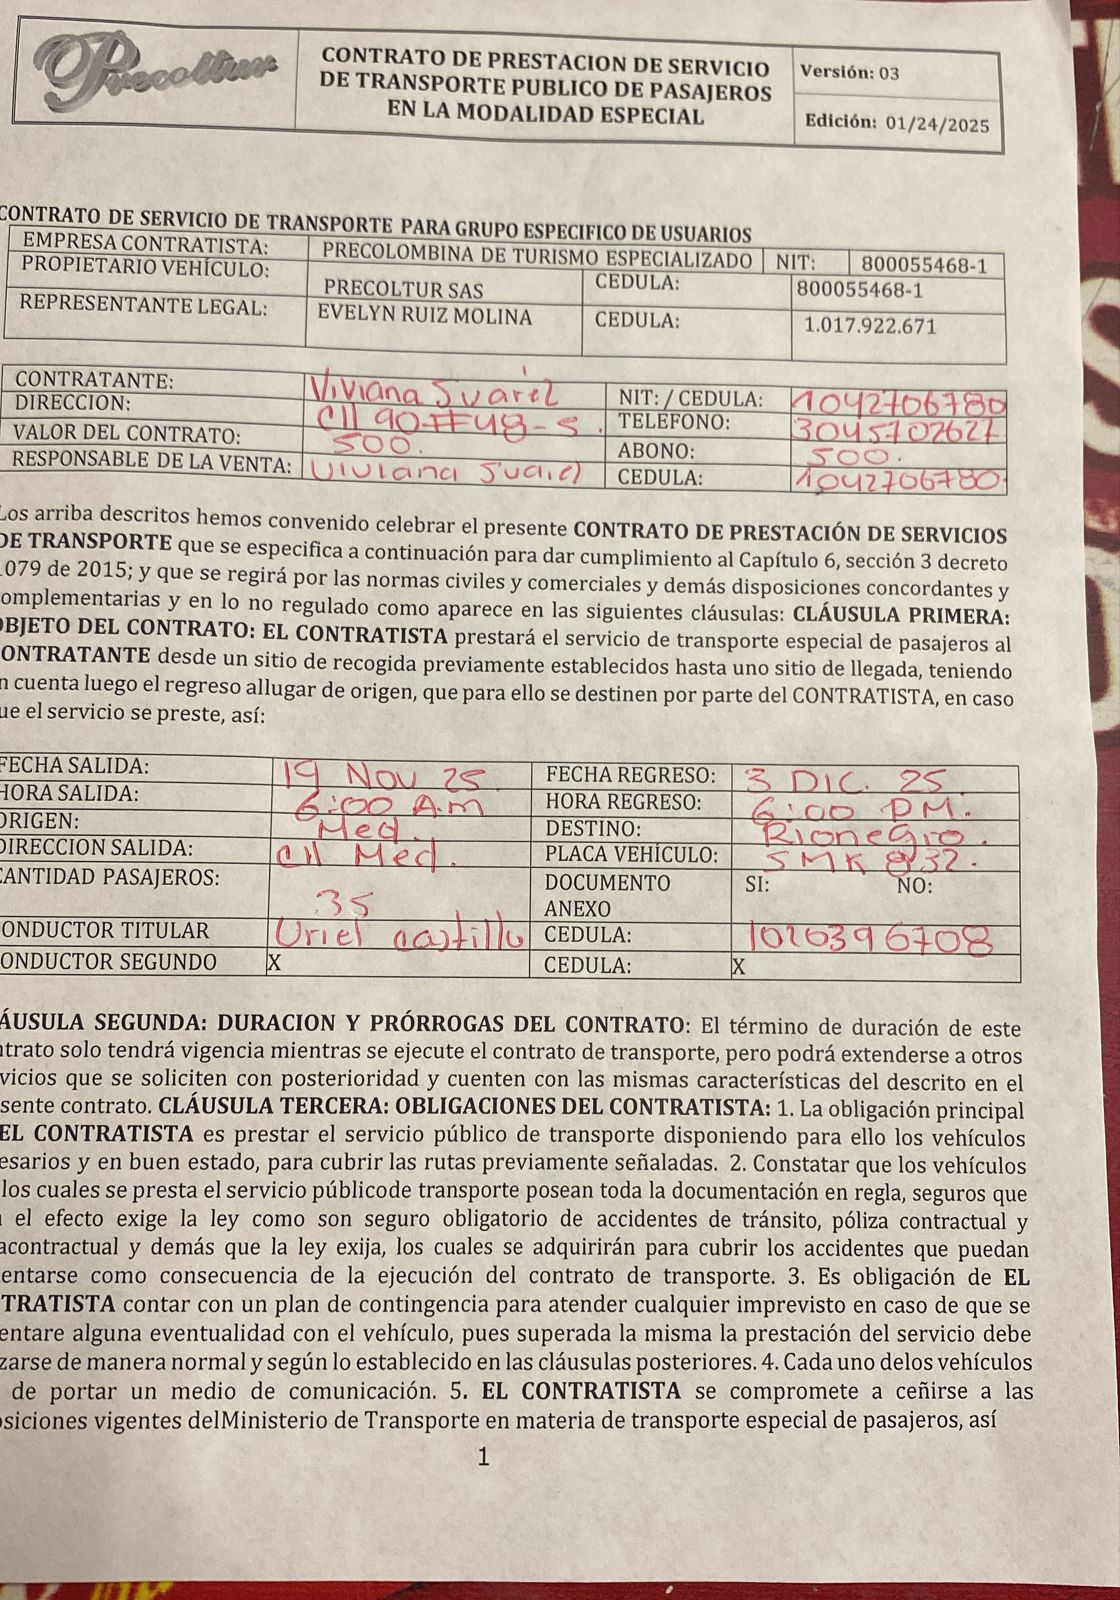 Precoltur
CONTRATO DE PRESTACION DE SERVICIO
DE TRANSPORTE PUBLICO DE PASAJEROS
EN LA MODALIDAD ESPECIAL
Versión: 03
Edición: 01/24/2025
CONTRATO DE SERVICIO DE TRANSPORTE PARA GRUPO ESPECIFICO DE USUARIOS
EMPRESA CONTRATISTA: PRECOLOMBINA DE TURISMO ESPECIALIZADO NIT: 800055468-1
PROPIETARIO VEHÍCULO: PRECOLTUR SAS CEDULA: 800055468-1
REPRESENTANTE LEGAL: EVELYN RUIZ MOLINA CEDULA: 1.017.922.671
CONTRATANTE: Viviana Suarez NIT: / CEDULA: 1042706780
DIRECCION: Cll 90 #48-5. TELEFONO: 3045702627
VALOR DEL CONTRATO: 500. ABONO: 500.
RESPONSABLE DE LA VENTA: Viviana Suarez CEDULA: 1042706780
Los arriba descritos hemos convenido celebrar el presente CONTRATO DE PRESTACIÓN DE SERVICIOS
DE TRANSPORTE que se especifica a continuación para dar cumplimiento al Capítulo 6, sección 3 decreto
1079 de 2015; y que se regirá por las normas civiles y comerciales y demás disposiciones concordantes y
omplementarias y en lo no regulado como aparece en las siguientes cláusulas: CLÁUSULA PRIMERA:
OBJETO DEL CONTRATO: EL CONTRATISTA prestará el servicio de transporte especial de pasajeros al
ONTRATANTE desde un sitio de recogida previamente establecidos hasta uno sitio de llegada, teniendo
n cuenta luego el regreso allugar de origen, que para ello se destinen por parte del CONTRATISTA, en caso
ue el servicio se preste, así:
FECHA SALIDA: 19 NOV 25 FECHA REGRESO: 3 DIC. 25.
HORA SALIDA: 6:00 A.m HORA REGRESO: 6:00 PM.
ORIGEN: Med. DESTINO: Rionegro.
DIRECCION SALIDA: Cll Med. PLACA VEHÍCULO: SMK 832.
CANTIDAD PASAJEROS: 35 DOCUMENTO ANEXO SI: NO:
ONDUCTOR TITULAR Uriel castillo CEDULA: 1026396708
ONDUCTOR SEGUNDO X CEDULA: X
ÁUSULA SEGUNDA: DURACION Y PRÓRROGAS DEL CONTRATO: El término de duración de este
ntrato solo tendrá vigencia mientras se ejecute el contrato de transporte, pero podrá extenderse a otros
vicios que se soliciten con posterioridad y cuenten con las mismas características del descrito en el
sente contrato. CLÁUSULA TERCERA: OBLIGACIONES DEL CONTRATISTA: 1. La obligación principal
EL CONTRATISTA es prestar el servicio público de transporte disponiendo para ello los vehículos
esarios y en buen estado, para cubrir las rutas previamente señaladas. 2. Constatar que los vehículos
los cuales se presta el servicio públicode transporte posean toda la documentación en regla, seguros que
el efecto exige la ley como son seguro obligatorio de accidentes de tránsito, póliza contractual y
acontractual y demás que la ley exija, los cuales se adquirirán para cubrir los accidentes que puedan
entarse como consecuencia de la ejecución del contrato de transporte. 3. Es obligación de EL
TRATISTA contar con un plan de contingencia para atender cualquier imprevisto en caso de que se
entare alguna eventualidad con el vehículo, pues superada la misma la prestación del servicio debe
zarse de manera normal y según lo establecido en las cláusulas posteriores. 4. Cada uno delos vehículos
de portar un medio de comunicación. 5. EL CONTRATISTA se compromete a ceñirse a las
osiciones vigentes delMinisterio de Transporte en materia de transporte especial de pasajeros, así
1